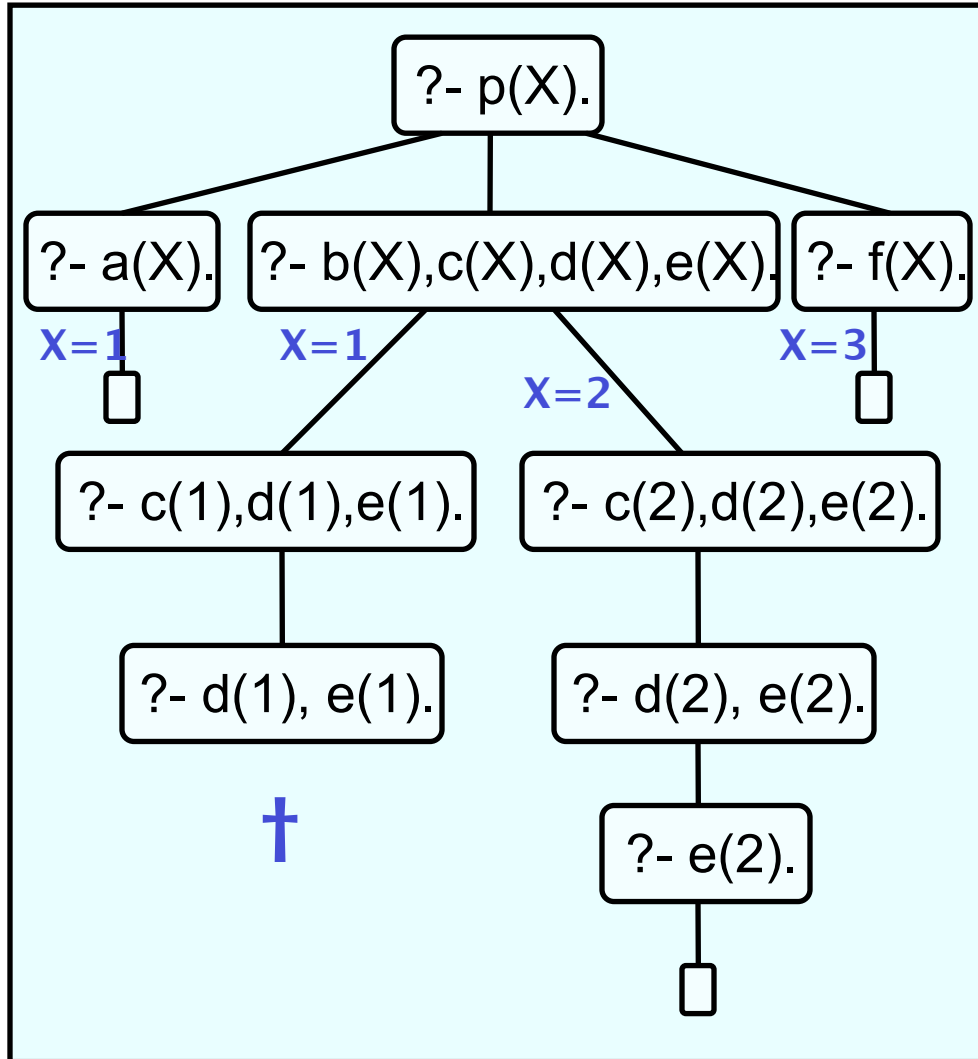 ?- p(X).
?- a(X).
?- b(X),c(X),d(X),e(X).
?- f(X).
X=1
X=1
X=2
X=3
?- c(1),d(1),e(1).
?- c(2),d(2),e(2).
?- d(1), e(1).
?- d(2), e(2).
†
?- e(2).